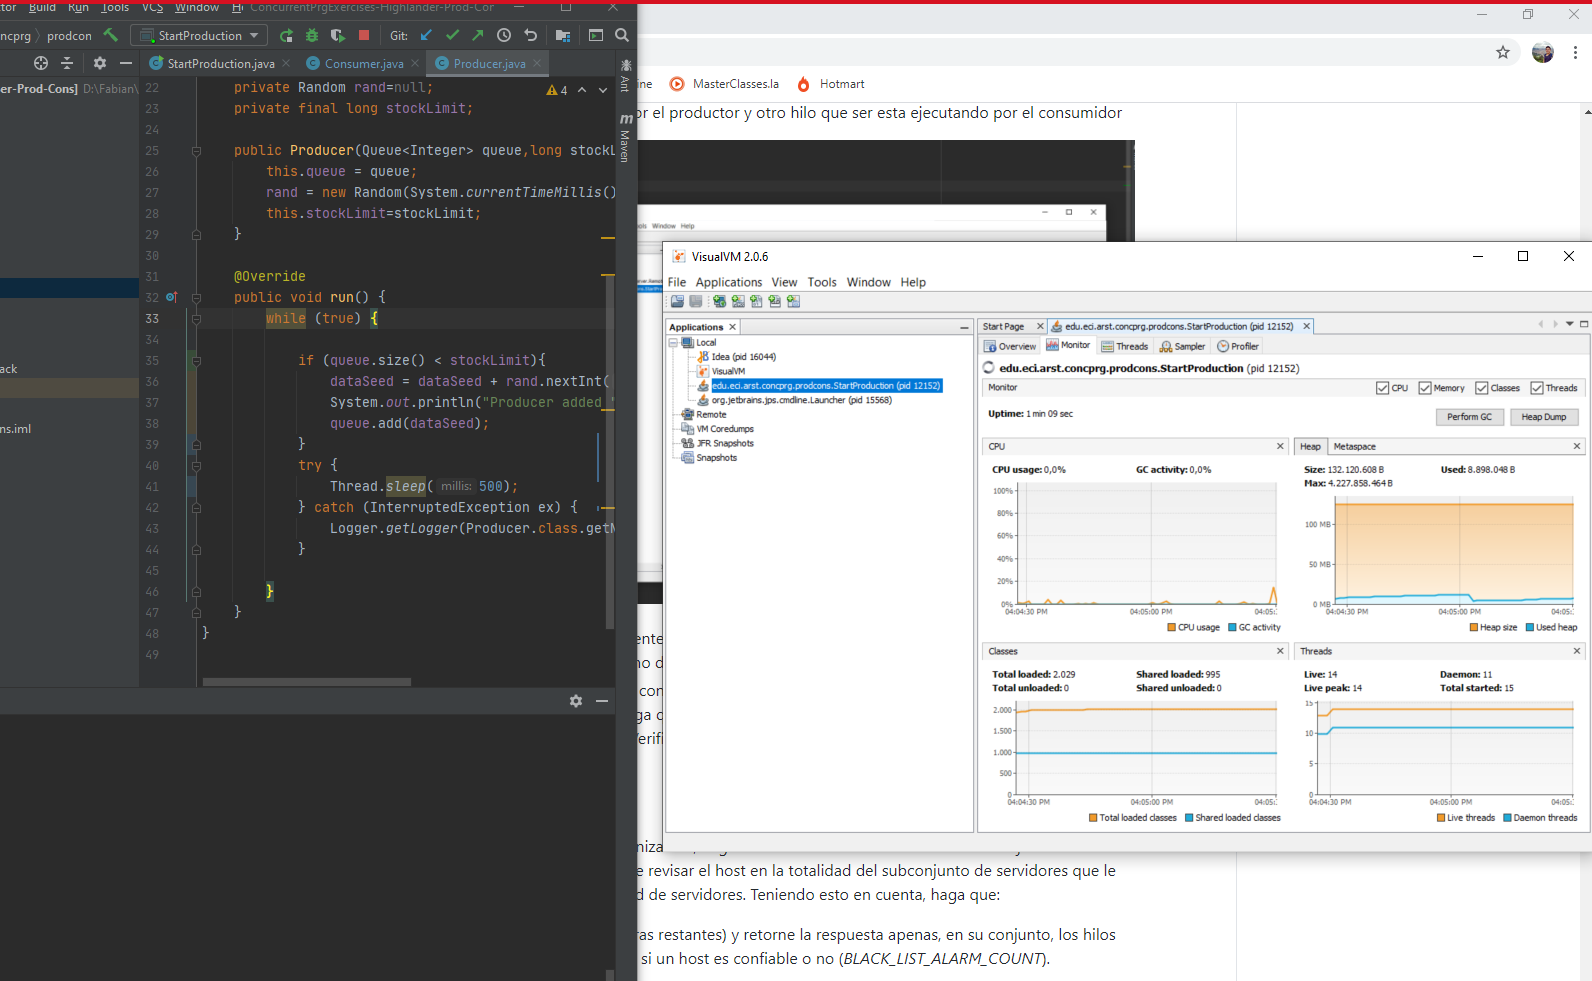 ctor Build Run Tools VCS Window ConcurrentPrgExercises-Highlander-Prod-Cor
ncprg prodcon StartProduction Git:
StartProduction.java Consumer.java Producer.java
er-Prod-Cons] D:\Fabian\
ack
ns.iml
Ant
Maven
4
22 private Random rand=null;
23 private final long stockLimit;
24
25 public Producer(Queue<Integer> queue,long stockL
26 this.queue = queue;
27 rand = new Random(System.currentTimeMillis()
28 this.stockLimit=stockLimit;
29 }
30
31 @Override
32 public void run() {
33 while (true) {
35 if (queue.size() < stockLimit){
36 dataSeed = dataSeed + rand.nextInt(
37 System.out.println("Producer added "
38 queue.add(dataSeed);
39 }
40 try {
41 Thread.sleep( millis: 500);
42 } catch (InterruptedException ex) {
43 Logger.getLogger(Producer.class.getN
44 }
45
46 }
47 }
48 }
49
ine MasterClasses.la Hotmart
or el productor y otro hilo que ser esta ejecutando por el consumidor
ols Window Help
VisualVM 2.0.6
File Applications View Tools Window Help
Applications
Local
Idea (pid 16044)
VisualVM
edu.eci.arst.concprg.prodcons.StartProduction (pid 12152)
org.jetbrains.jps.cmdline.Launcher (pid 15568)
Remote
VM Coredumps
JFR Snapshots
Snapshots
Start Page edu.eci.arst.concprg.prodcons.StartProduction (pid 12152)
Overview Monitor Threads Sampler Profiler
edu.eci.arst.concprg.prodcons.StartProduction (pid 12152)
Monitor CPU Memory Classes Threads
Uptime: 1 min 09 sec Perform GC Heap Dump
CPU
CPU usage: 0,0% GC activity: 0,0%
100%
80%
60%
40%
20%
0%
04:04:30 PM 04:05:00 PM 04:05:
CPU usage GC activity
Heap Metaspace
Size: 132.120.608 B Used: 8.898.048 B
Max: 4.227.858.464 B
100 MB
50 MB
0 MB
04:04:30 PM 04:05:00 PM 04:05:
Heap size Used heap
Classes
Total loaded: 2.029 Shared loaded: 995
Total unloaded: 0 Shared unloaded: 0
2.000
1.500
1.000
500
0
04:04:30 PM 04:05:00 PM 04:05:
Total loaded classes Shared loaded classes
Threads
Live: 14 Daemon: 11
Live peak: 14 Total started: 15
15
10
5
0
04:04:30 PM 04:05:00 PM 04:05:
Live threads Daemon threads
ente
no d
con
ga c
Verifi
e revisar el host en la totalidad del subconjunto de servidores que le
d de servidores. Teniendo esto en cuenta, haga que:
ras restantes) y retorne la respuesta apenas, en su conjunto, los hilos
si un host es confiable o no (BLACK_LIST_ALARM_COUNT).